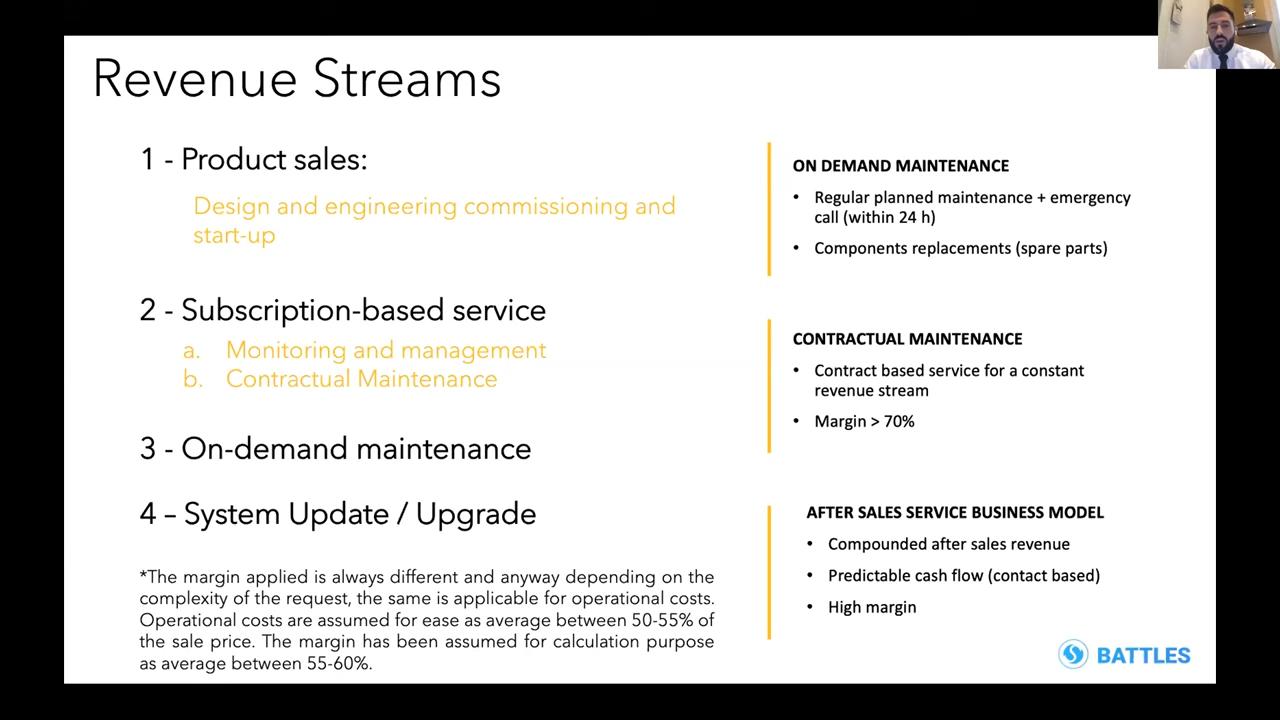 Revenue Streams
1 - Product sales:
Design and engineering commissioning and
start-up
2 - Subscription-based service
a. Monitoring and management
b. Contractual Maintenance
3 - On-demand maintenance
4 – System Update / Upgrade
*The margin applied is always different and anyway depending on the
complexity of the request, the same is applicable for operational costs.
Operational costs are assumed for ease as average between 50-55% of
the sale price. The margin has been assumed for calculation purpose
as average between 55-60%.
ON DEMAND MAINTENANCE
• Regular planned maintenance + emergency
call (within 24 h)
• Components replacements (spare parts)
CONTRACTUAL MAINTENANCE
• Contract based service for a constant
revenue stream
• Margin > 70%
AFTER SALES SERVICE BUSINESS MODEL
• Compounded after sales revenue
• Predictable cash flow (contact based)
• High margin
BATTLES